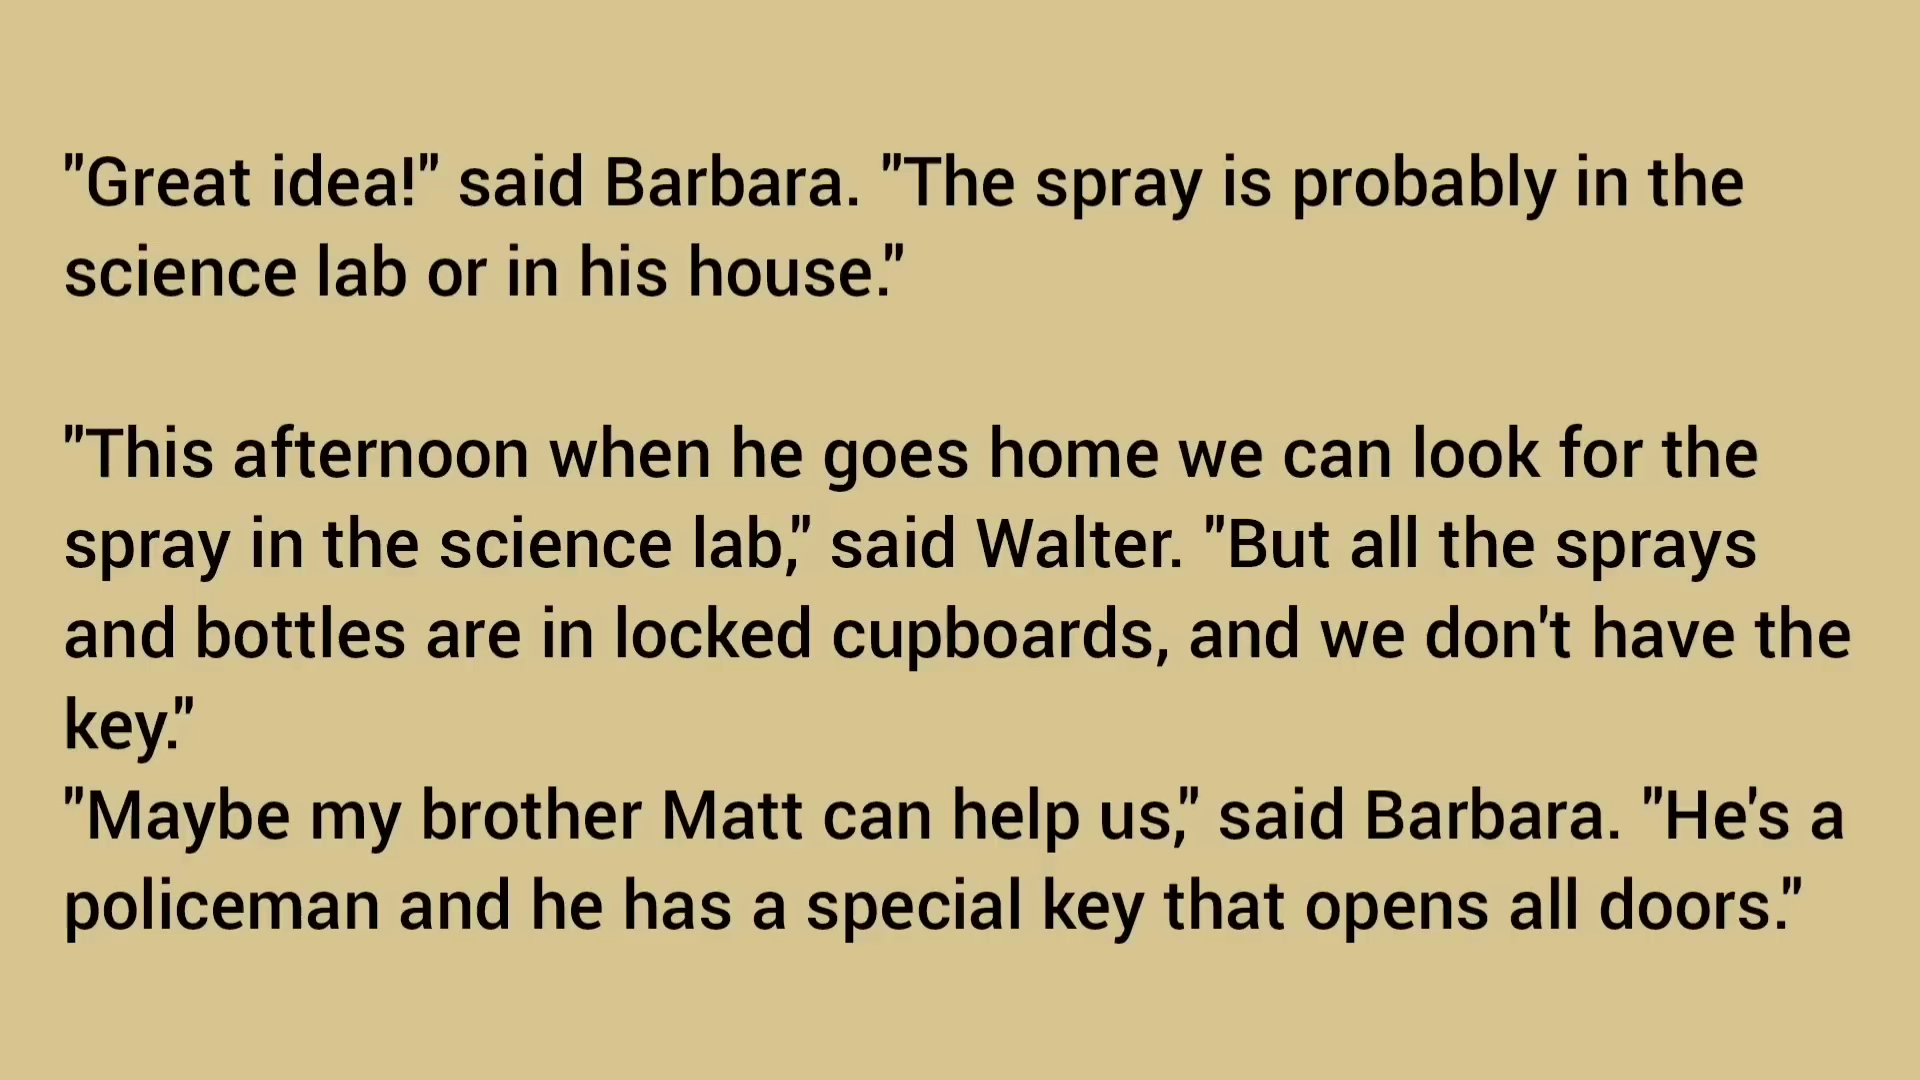 "Great idea!" said Barbara. "The spray is probably in the
science lab or in his house."
"This afternoon when he goes home we can look for the
spray in the science lab," said Walter. "But all the sprays
and bottles are in locked cupboards, and we don't have the
key."
"Maybe my brother Matt can help us," said Barbara. "He's a
policeman and he has a special key that opens all doors."